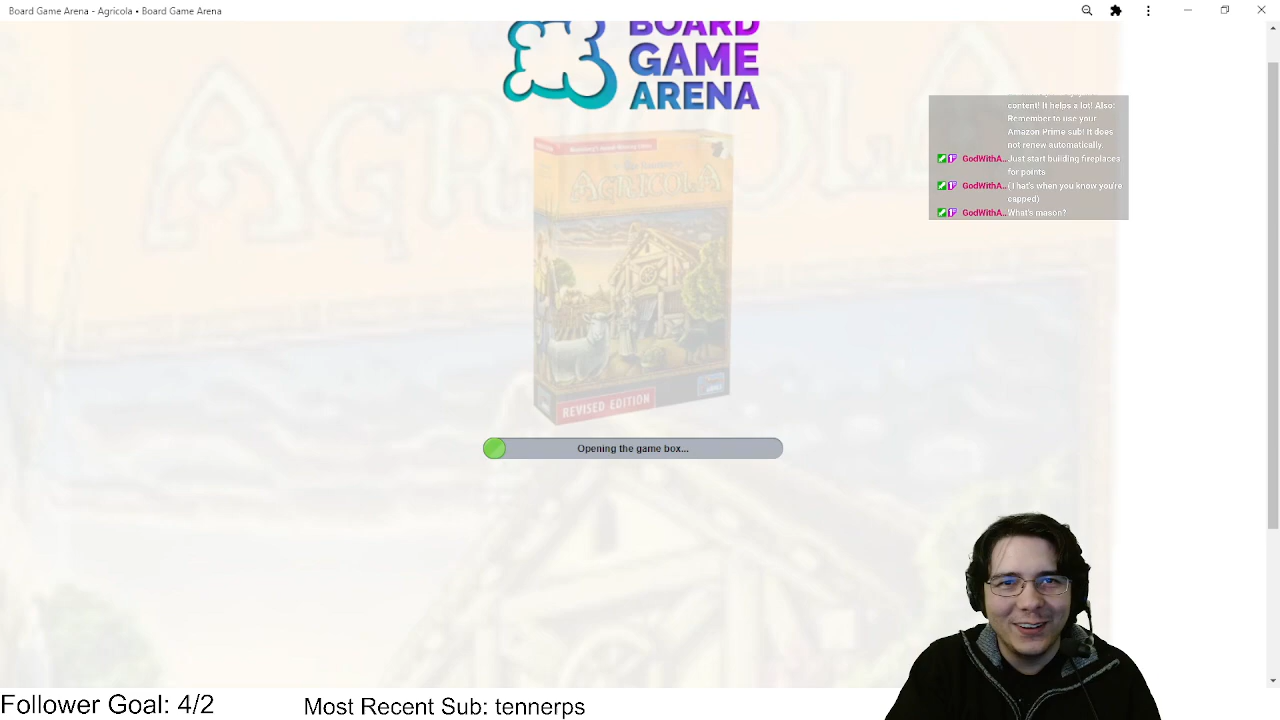 Board Game Arena - Agricola • Board Game Arena
BOARD
GAME
ARENA
AGRICOLA
AGRICOLA
REVISED EDITION
Opening the game box...
content! It helps a lot! Also:
Remember to use your
Amazon Prime sub! It does
not renew automatically.
GodWithA... Just start building fireplaces
for points
GodWithA... (That's when you know you're
capped)
GodWithA... What's mason?
Follower Goal: 4/2
Most Recent Sub: tennerps